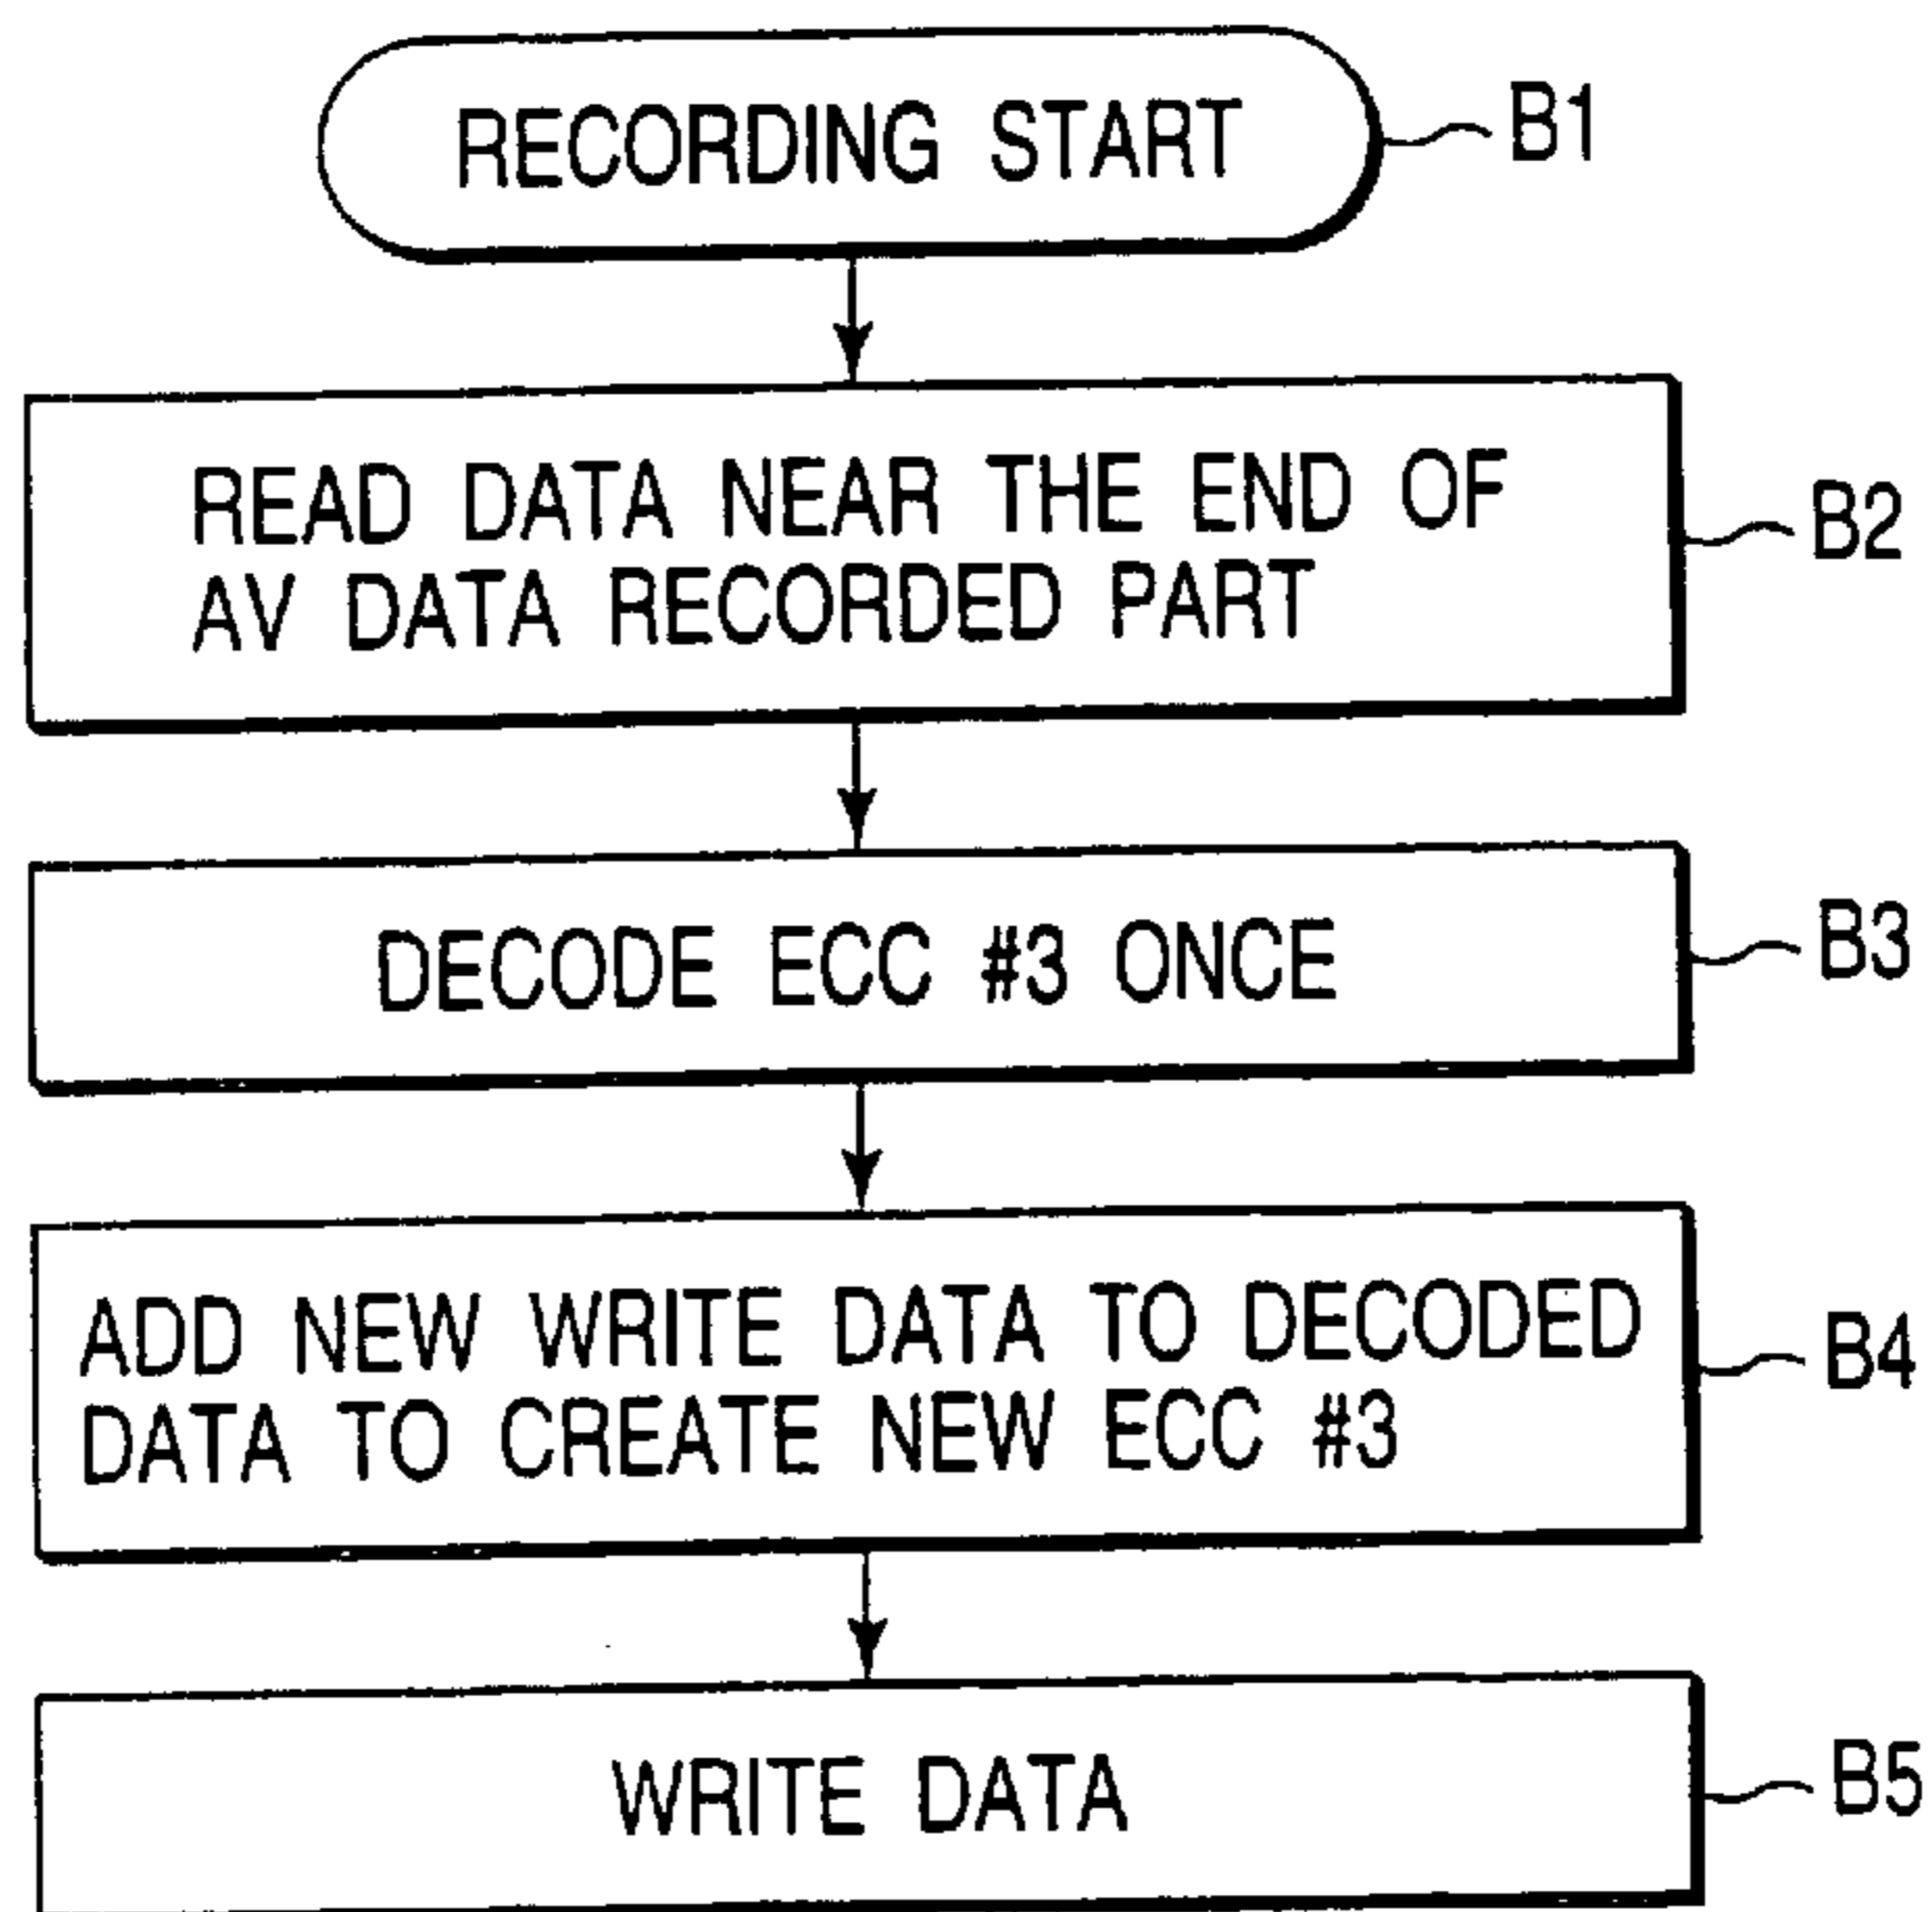 RECORDING START
B1
READ DATA NEAR THE END OF
AV DATA RECORDED PART
B2
DECODE ECC #3 ONCE
B3
ADD NEW WRITE DATA TO DECODED
DATA TO CREATE NEW ECC #3
B4
WRITE DATA
B5